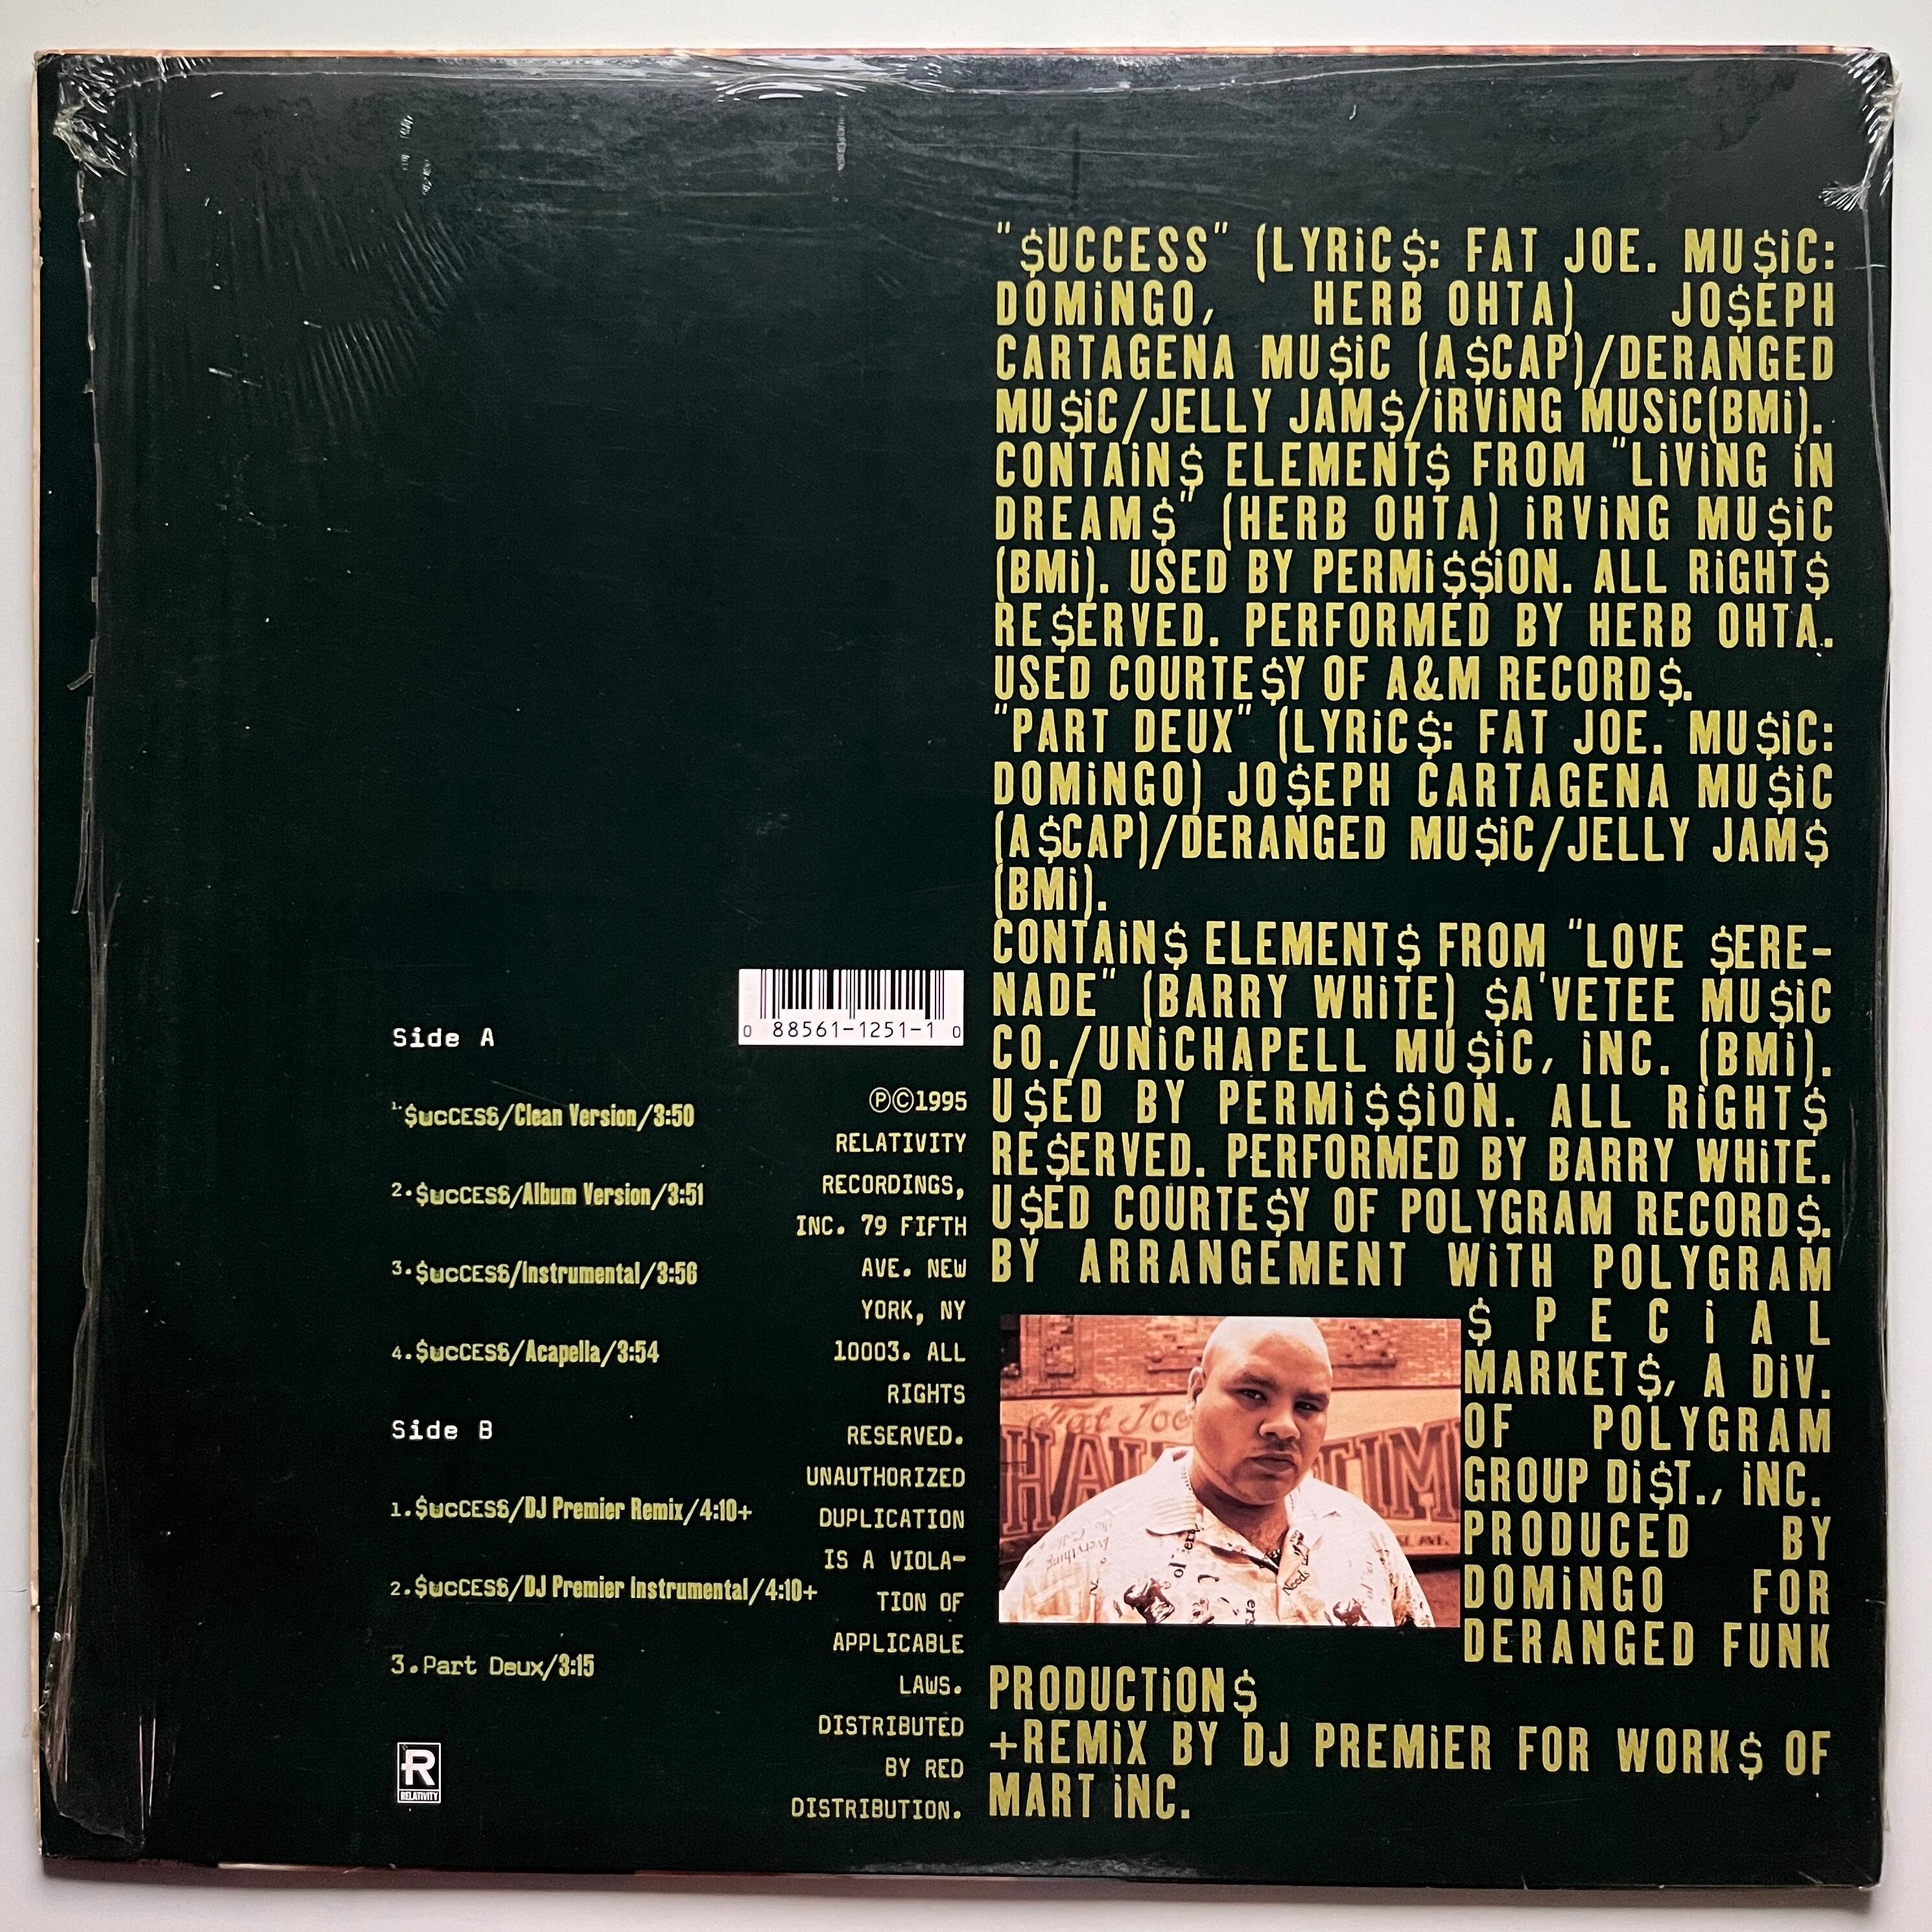 "$UCCESS" (LYRiC$: FAT JOE. MU$iC:
DOMiNGO, HERB OHTA) JO$EPH
CARTAGENA MU$iC (A$CAP)/DERANGED
MU$iC/JELLY JAM$/iRViNG MUSiC(BMi).
CONTAiN$ ELEMENT$ FROM "LiViNG iN
DREAM$" (HERB OHTA) iRViNG MU$iC
(BMi). USED BY PERMi$$iON. ALL RiGHT$
RE$ERVED. PERFORMED BY HERB OHTA.
USED COURTE$Y OF A&M RECORD$.
"PART DEUX" (LYRiC$: FAT JOE. MU$iC:
DOMiNGO) JO$EPH CARTAGENA MU$iC
(A$CAP)/DERANGED MU$iC/JELLY JAM$
(BMi).
CONTAiN$ ELEMENT$ FROM "LOVE $ERE-
NADE" (BARRY WHiTE) $A'VETEE MU$iC
CO./UNiCHAPELL MU$iC, iNC. (BMi).
U$ED BY PERMi$$iON. ALL RiGHT$
RE$ERVED. PERFORMED BY BARRY WHiTE.
U$ED COURTE$Y OF POLYGRAM RECORD$.
BY ARRANGEMENT WiTH POLYGRAM
$PECiAL
MARKET$, A DiV.
OF POLYGRAM
GROUP Di$T., iNC.
PRODUCED BY
DOMiNGO FOR
DERANGED FUNK
PRODUCTiON$
+REMiX BY DJ PREMiER FOR WORK$ OF
MART iNC.
Fat Joe
HALF TIM
Everything
Needs
0 88561-1251-1 0
Side A
1. $ucCESS/Clean Version/3:50
2. $ucCESS/Album Version/3:51
3. $ucCESS/Instrumental/3:56
4. $ucCESS/Acapella/3:54
Side B
1. $ucCESS/DJ Premier Remix/4:10+
2. $ucCESS/DJ Premier Instrumental/4:10+
3. Part Deux/3:15
℗©1995
RELATIVITY
RECORDINGS,
INC. 79 FIFTH
AVE. NEW
YORK, NY
10003. ALL
RIGHTS
RESERVED.
UNAUTHORIZED
DUPLICATION
IS A VIOLA-
TION OF
APPLICABLE
LAWS.
DISTRIBUTED
BY RED
DISTRIBUTION.
R
RELATIVITY